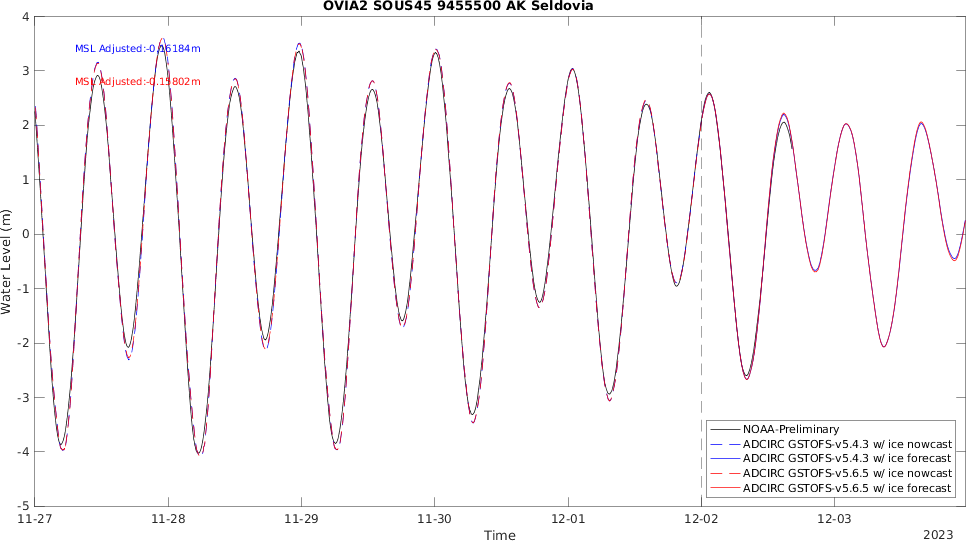 OVIA2 SOUS45 9455500 AK Seldovia
MSL Adjusted:-0.16184m
MSL Adjusted:-0.15802m
Water Level (m)
4
3
2
1
0
-1
-2
-3
-4
-5
11-27
11-28
11-29
11-30
12-01
12-02
12-03
Time
2023
NOAA-Preliminary
ADCIRC GSTOFS-v5.4.3 w/ ice nowcast
ADCIRC GSTOFS-v5.4.3 w/ ice forecast
ADCIRC GSTOFS-v5.6.5 w/ ice nowcast
ADCIRC GSTOFS-v5.6.5 w/ ice forecast